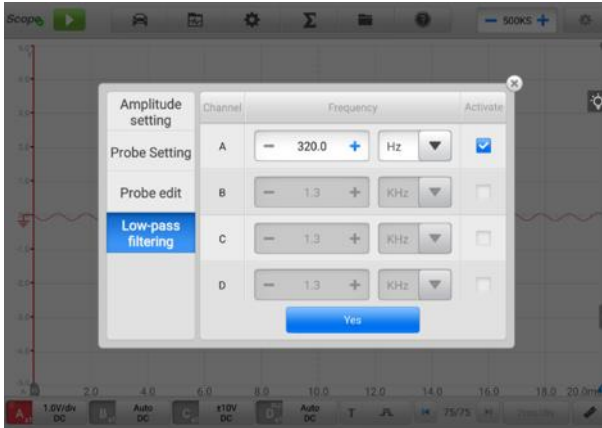 Scope
Σ
?
500KS
Amplitude
setting
Probe Setting
Probe edit
Low-pass
filtering
Channel Frequency Activate
A 320.0 Hz
B 1.3 KHz
C 1.3 KHz
D 1.3 KHz
Yes
2.0 4.0 6.0 8.0 10.0 12.0 14.0 16.0 18.0 20.0ms
A 1.0V/div
DC
B Auto
DC
C ±10V
DC
D Auto
DC
T
75/75